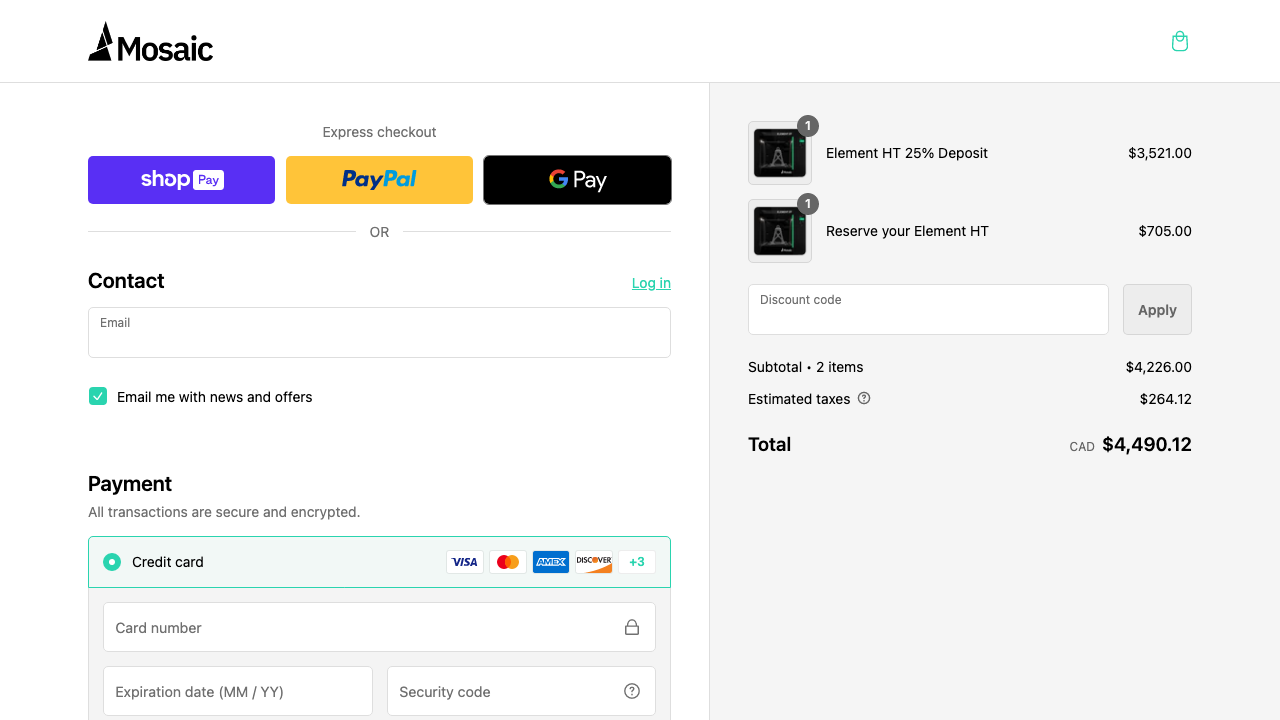 Mosaic
Express checkout
shop Pay
PayPal
G Pay
OR
Contact
Log in
Email
Email me with news and offers
Payment
All transactions are secure and encrypted.
Credit card
VISA
AMEX
DISCOVER
+3
Card number
Expiration date (MM / YY)
Security code
1
Element HT 25% Deposit
$3,521.00
1
Reserve your Element HT
$705.00
Discount code
Apply
Subtotal • 2 items
$4,226.00
Estimated taxes
$264.12
Total
CAD $4,490.12